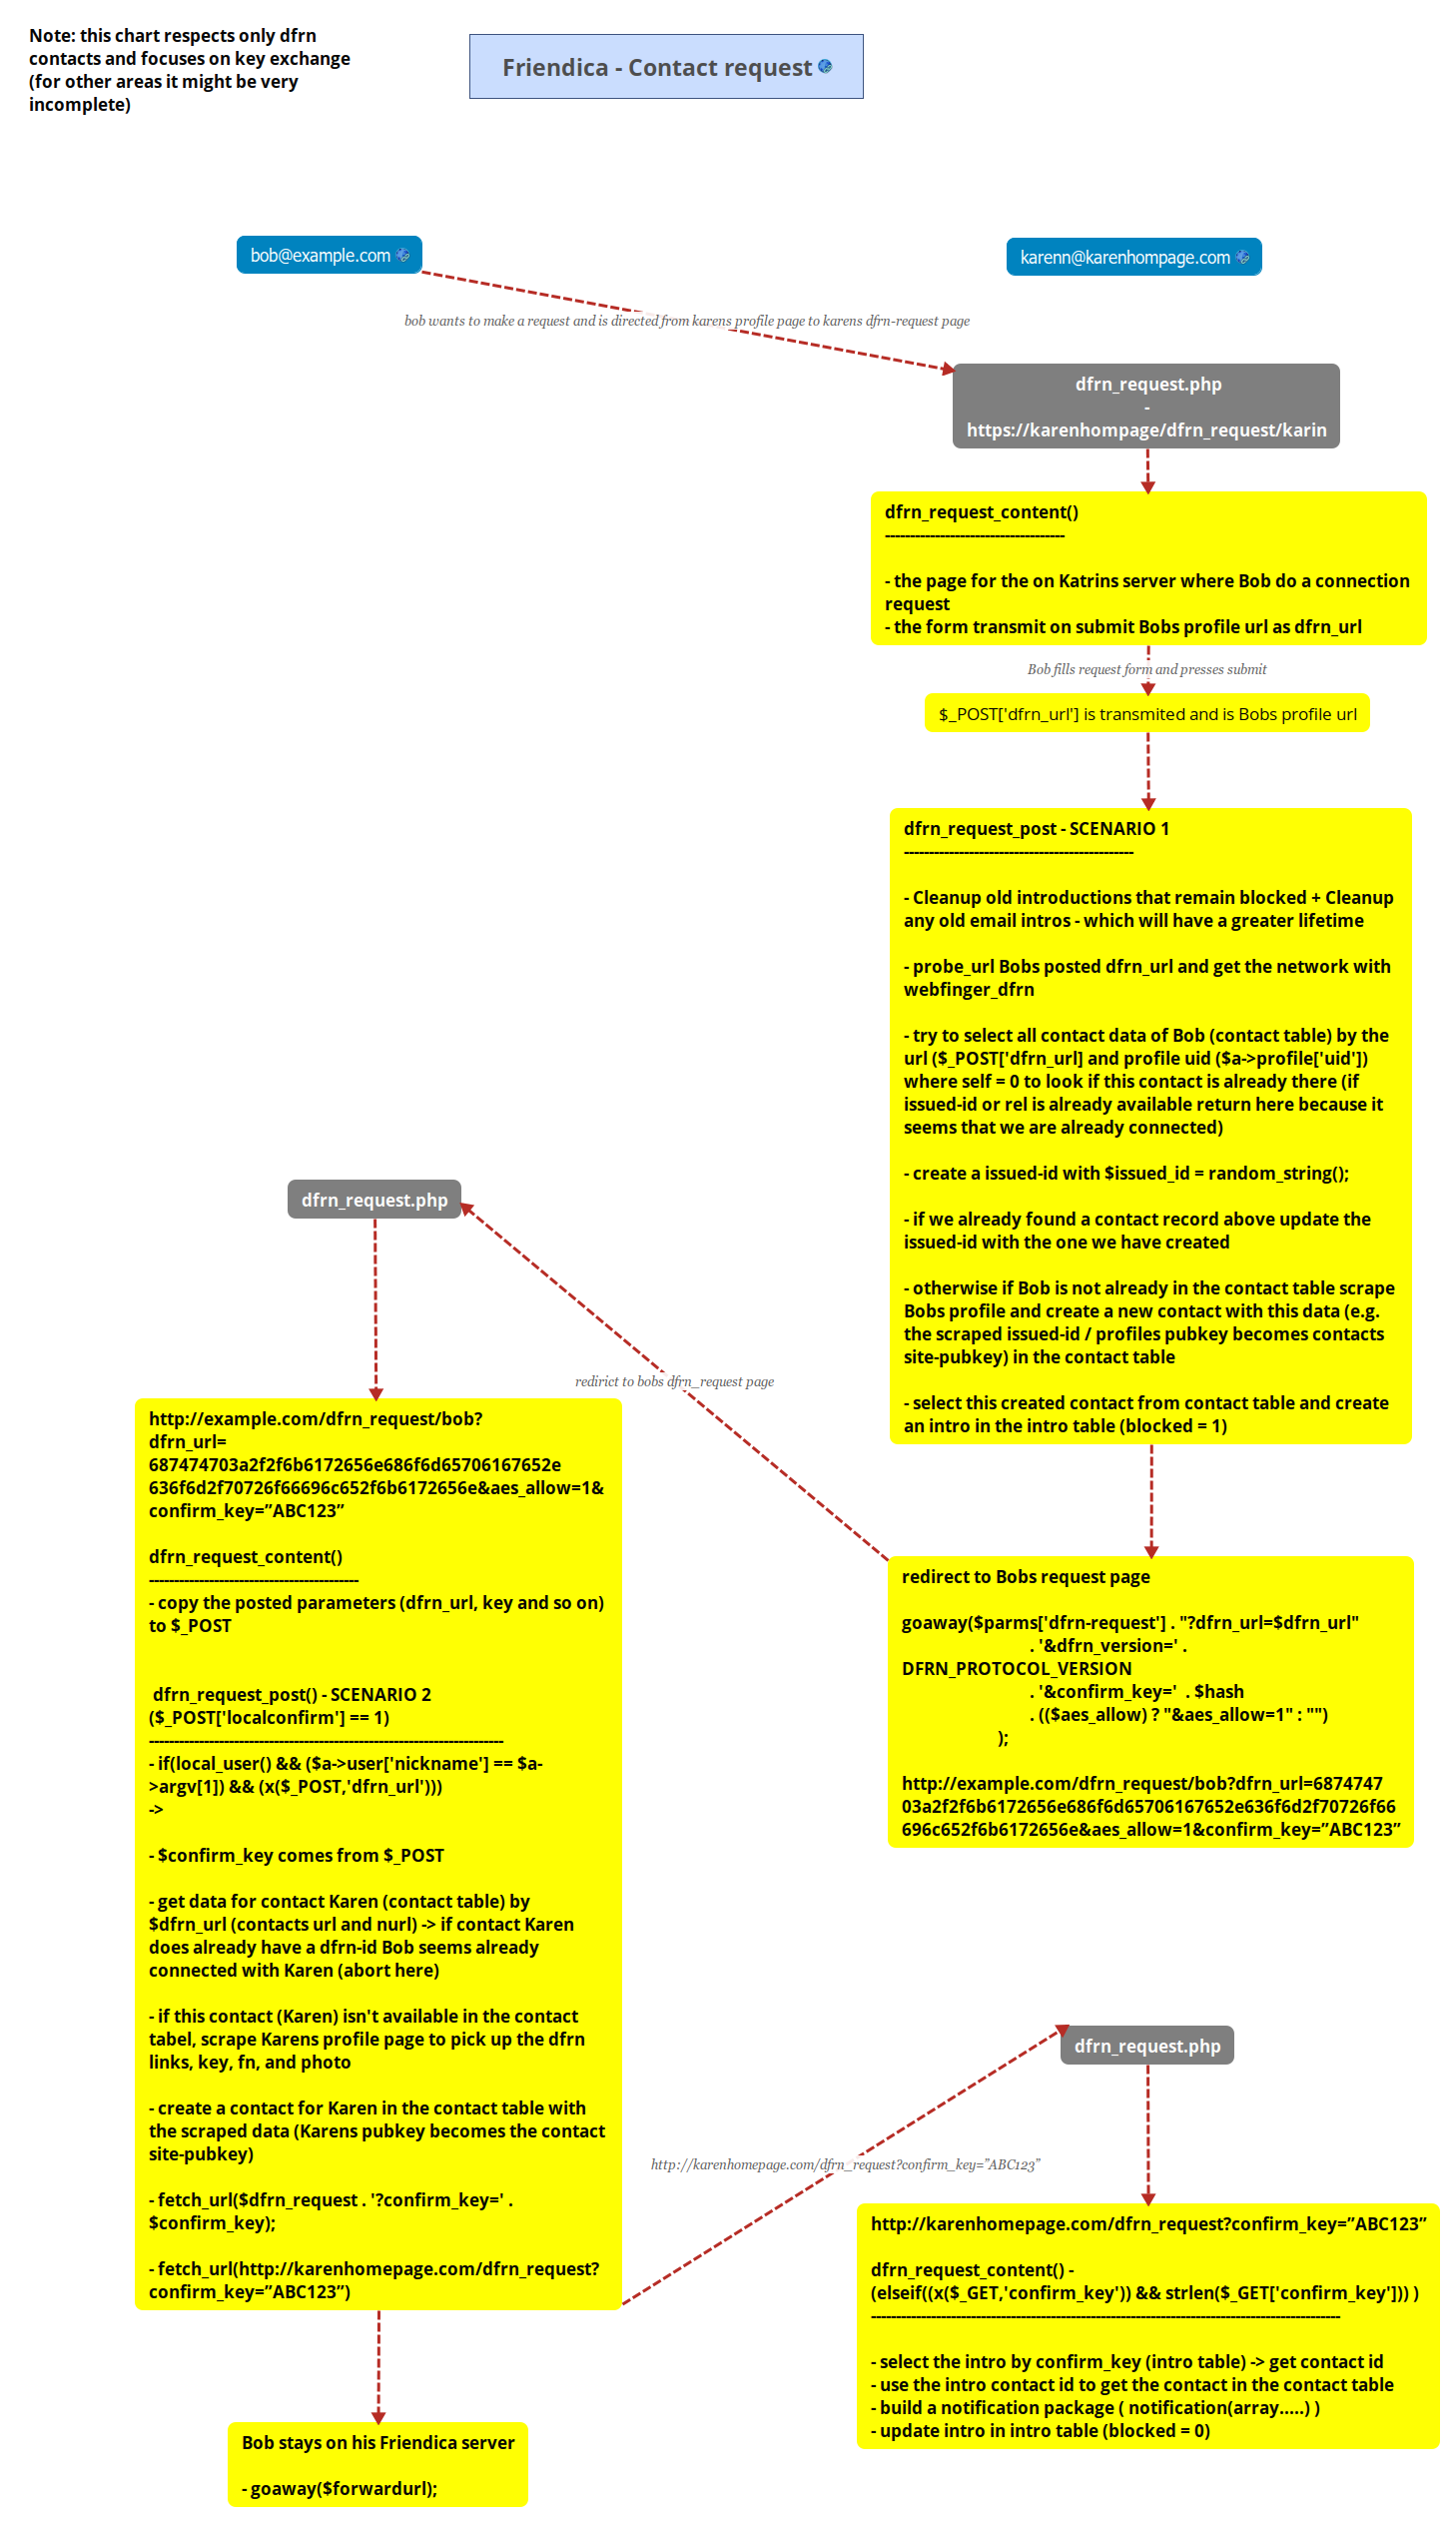 Note: this chart respects only dfrn
contacts and focuses on key exchange
(for other areas it might be very
incomplete)
Friendica - Contact request
bob@example.com
karenn@karenhompage.com
bob wants to make a request and is directed from karens profile page to karens dfrn-request page
dfrn_request.php
-
https://karenhompage/dfrn_request/karin
dfrn_request_content()
------------------------------------
- the page for the on Katrins server where Bob do a connection
request
- the form transmit on submit Bobs profile url as dfrn_url
Bob fills request form and presses submit
$_POST['dfrn_url'] is transmited and is Bobs profile url
dfrn_request_post - SCENARIO 1
----------------------------------------------
- Cleanup old introductions that remain blocked + Cleanup
any old email intros - which will have a greater lifetime
- probe_url Bobs posted dfrn_url and get the network with
webfinger_dfrn
- try to select all contact data of Bob (contact table) by the
url ($_POST['dfrn_url] and profile uid ($a->profile['uid'])
where self = 0 to look if this contact is already there (if
issued-id or rel is already available return here because it
seems that we are already connected)
- create a issued-id with $issued_id = random_string();
- if we already found a contact record above update the
issued-id with the one we have created
- otherwise if Bob is not already in the contact table scrape
Bobs profile and create a new contact with this data (e.g.
the scraped issued-id / profiles pubkey becomes contacts
site-pubkey) in the contact table
- select this created contact from contact table and create
an intro in the intro table (blocked = 1)
redirict to bobs dfrn_request page
dfrn_request.php
http://example.com/dfrn_request/bob?
dfrn_url=
687474703a2f2f6b6172656e686f6d65706167652e
636f6d2f70726f66696c652f6b6172656e&aes_allow=1&
confirm_key=”ABC123”
dfrn_request_content()
------------------------------------------
- copy the posted parameters (dfrn_url, key and so on)
to $_POST
dfrn_request_post() - SCENARIO 2
($_POST['localconfirm'] == 1)
-----------------------------------------------------------------------
- if(local_user() && ($a->user['nickname'] == $a-
>argv[1]) && (x($_POST,'dfrn_url')))
->
- $confirm_key comes from $_POST
- get data for contact Karen (contact table) by
$dfrn_url (contacts url and nurl) -> if contact Karen
does already have a dfrn-id Bob seems already
connected with Karen (abort here)
- if this contact (Karen) isn't available in the contact
tabel, scrape Karens profile page to pick up the dfrn
links, key, fn, and photo
- create a contact for Karen in the contact table with
the scraped data (Karens pubkey becomes the contact
site-pubkey)
- fetch_url($dfrn_request . '?confirm_key=' .
$confirm_key);
- fetch_url(http://karenhomepage.com/dfrn_request?
confirm_key=”ABC123”)
redirect to Bobs request page
goaway($parms['dfrn-request'] . "?dfrn_url=$dfrn_url"
. '&dfrn_version=' .
DFRN_PROTOCOL_VERSION
. '&confirm_key=' . $hash
. (($aes_allow) ? "&aes_allow=1" : "")
);
http://example.com/dfrn_request/bob?dfrn_url=6874747
03a2f2f6b6172656e686f6d65706167652e636f6d2f70726f66
696c652f6b6172656e&aes_allow=1&confirm_key=”ABC123”
http://karenhomepage.com/dfrn_request?confirm_key=”ABC123”
dfrn_request.php
http://karenhomepage.com/dfrn_request?confirm_key=”ABC123”
dfrn_request_content() -
(elseif((x($_GET,'confirm_key')) && strlen($_GET['confirm_key'])) )
----------------------------------------------------------------------------------------------
- select the intro by confirm_key (intro table) -> get contact id
- use the intro contact id to get the contact in the contact table
- build a notification package ( notification(array.....) )
- update intro in intro table (blocked = 0)
Bob stays on his Friendica server
- goaway($forwardurl);